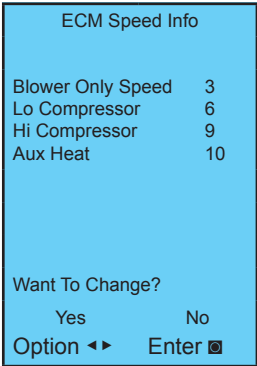 ECM Speed Info
Blower Only Speed 3
Lo Compressor 6
Hi Compressor 9
Aux Heat 10
Want To Change?
Yes No
Option ◄► Enter ◙